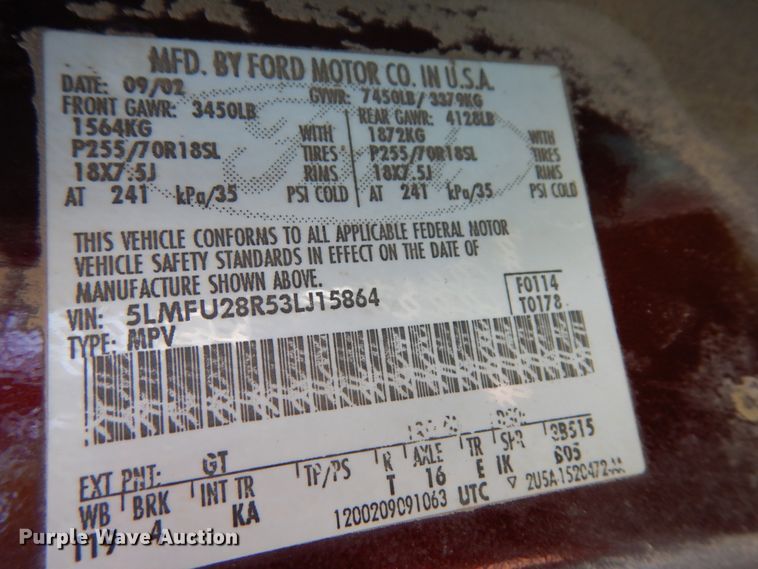 MFD. BY FORD MOTOR CO. IN U.S.A.
DATE: 09/02 GVWR: 7450LB/ 3379KG
FRONT GAWR: 3450LB REAR GAWR: 4128LB
1564KG WITH 1872KG WITH
P255/70R18SL TIRES P255/70R18SL TIRES
18X7.5J RIMS 18X7.5J RIMS
AT 241 kPa/35 PSI COLD AT 241 kPa/35 PSI COLD
THIS VEHICLE CONFORMS TO ALL APPLICABLE FEDERAL MOTOR
VEHICLE SAFETY STANDARDS IN EFFECT ON THE DATE OF
MANUFACTURE SHOWN ABOVE.
VIN: 5LMFU28R53LJ15864 F0114
TYPE: MPV T0178
EXT PNT: GT 3B515
WB BRK INT TR TP/PS R AXLE TR SPR
119 4 KA T 16 E IK
1200209091063 UTC 2U5A-1520472-AA
Purple Wave Auction